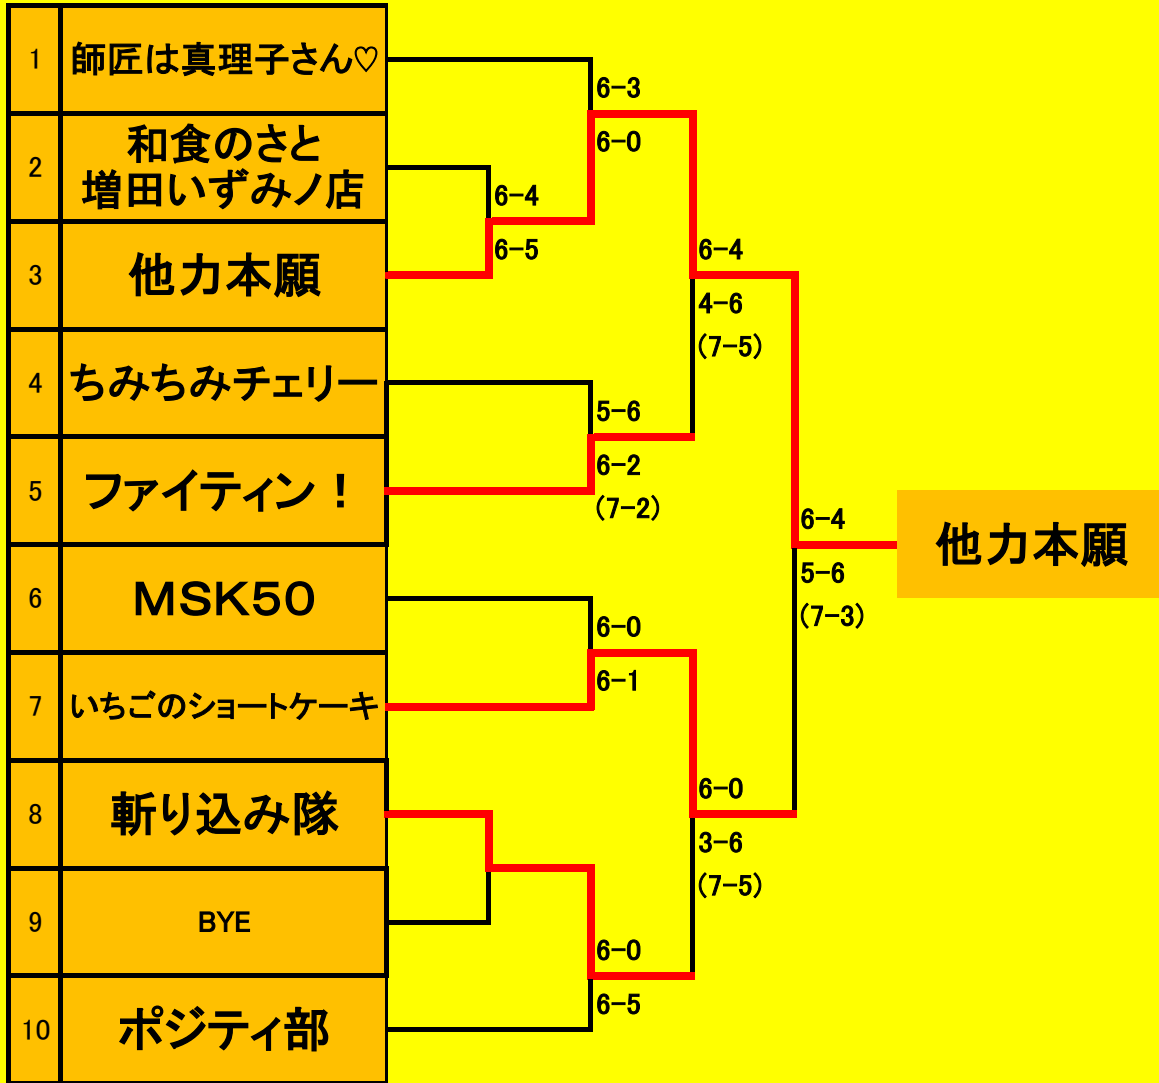 1
師匠は真理子さん♡
2
和食のさと
増田いずみノ店
3
他力本願
4
ちみちみチェリー
5
ファイティン！
6
ＭＳＫ５０
7
いちごのショートケーキ
8
斬り込み隊
9
BYE
10
ポジティ部
6-4
6-5
6-3
6-0
5-6
6-2
(7-2)
6-0
6-1
6-0
6-5
6-4
4-6
(7-5)
6-0
3-6
(7-5)
6-4
5-6
(7-3)
他力本願